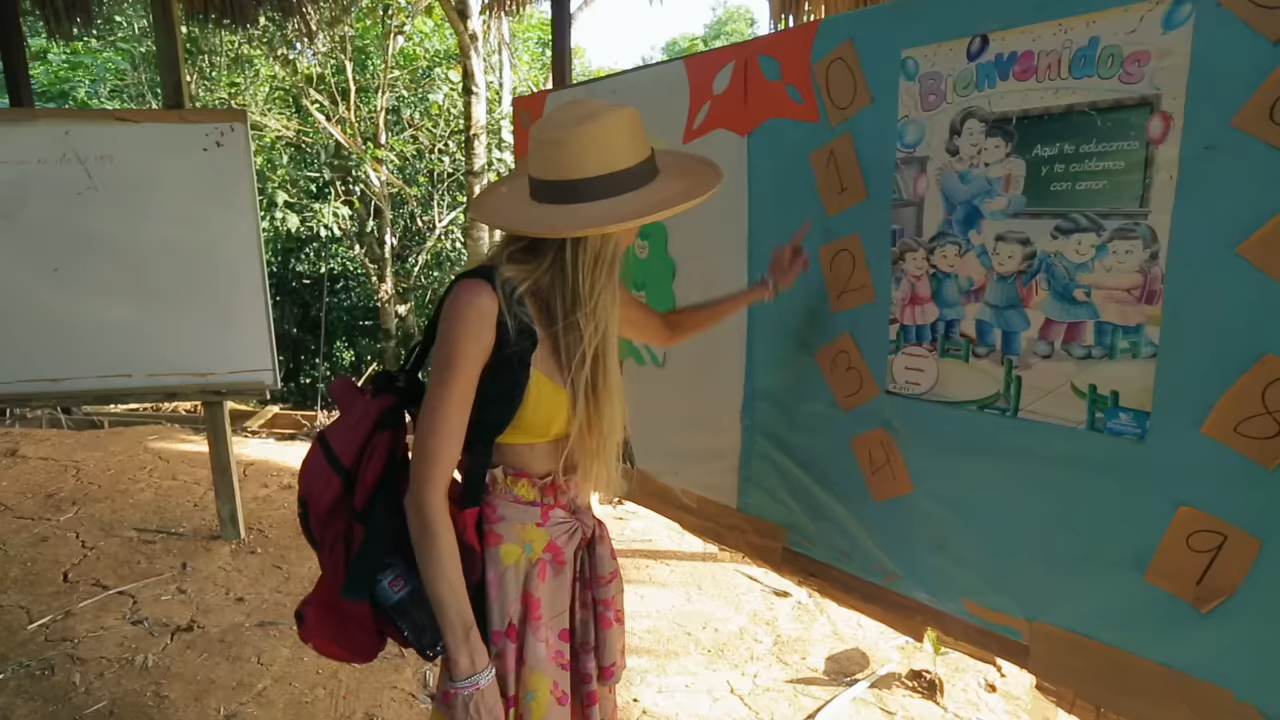 0
Bienvenidos
1
Aquí te educamos
y te cuidamos
con amor.
2
3
8
4
9